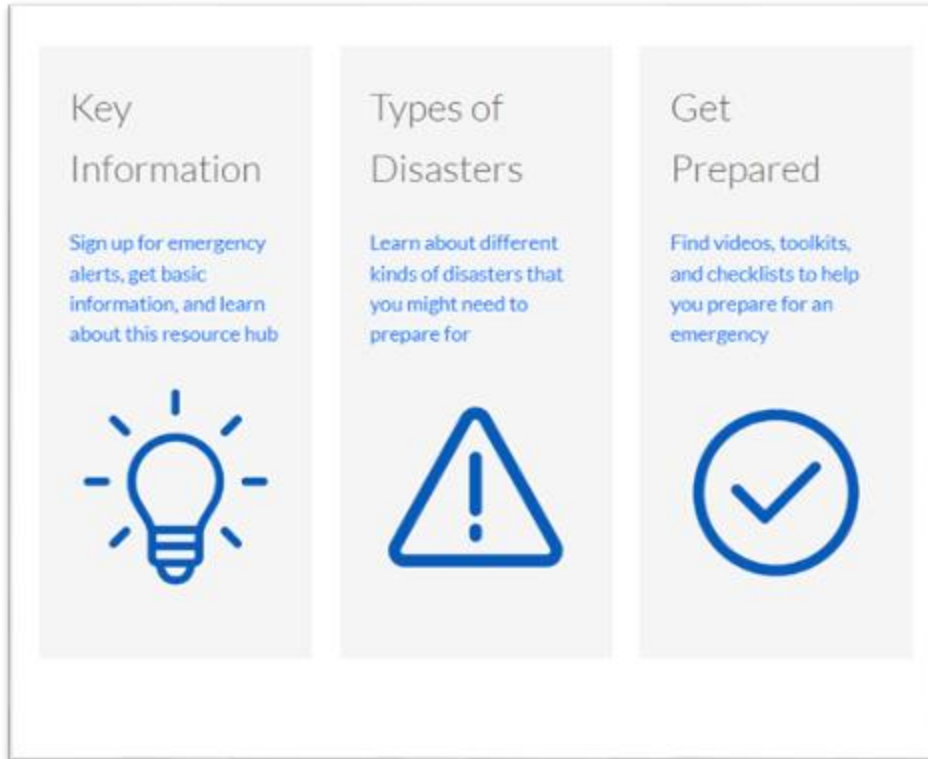 Key
Information
Sign up for emergency
alerts, get basic
information, and learn
about this resource hub
Types of
Disasters
Learn about different
kinds of disasters that
you might need to
prepare for
Get
Prepared
Find videos, toolkits,
and checklists to help
you prepare for an
emergency